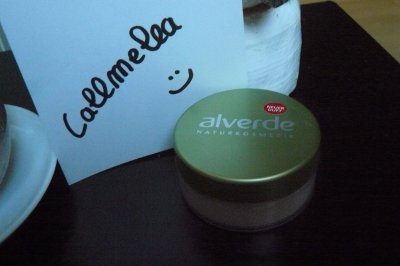 Callmelea
:)
alverde
NATURKOSMETIK